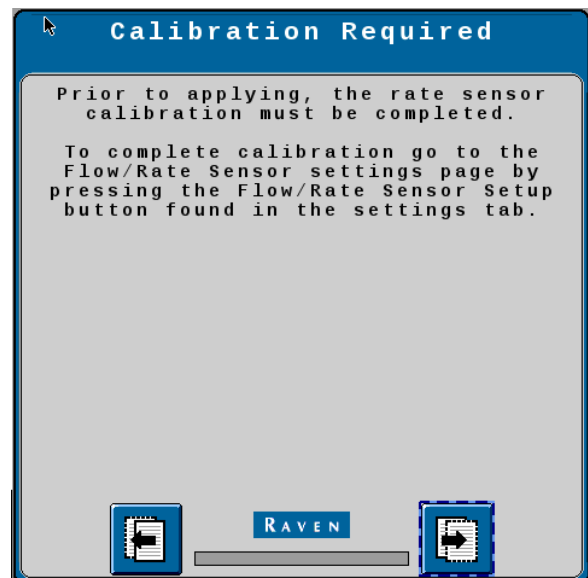 Calibration Required
Prior to applying, the rate sensor
calibration must be completed.
To complete calibration go to the
Flow/Rate Sensor settings page by
pressing the Flow/Rate Sensor Setup
button found in the settings tab.
RAVEN